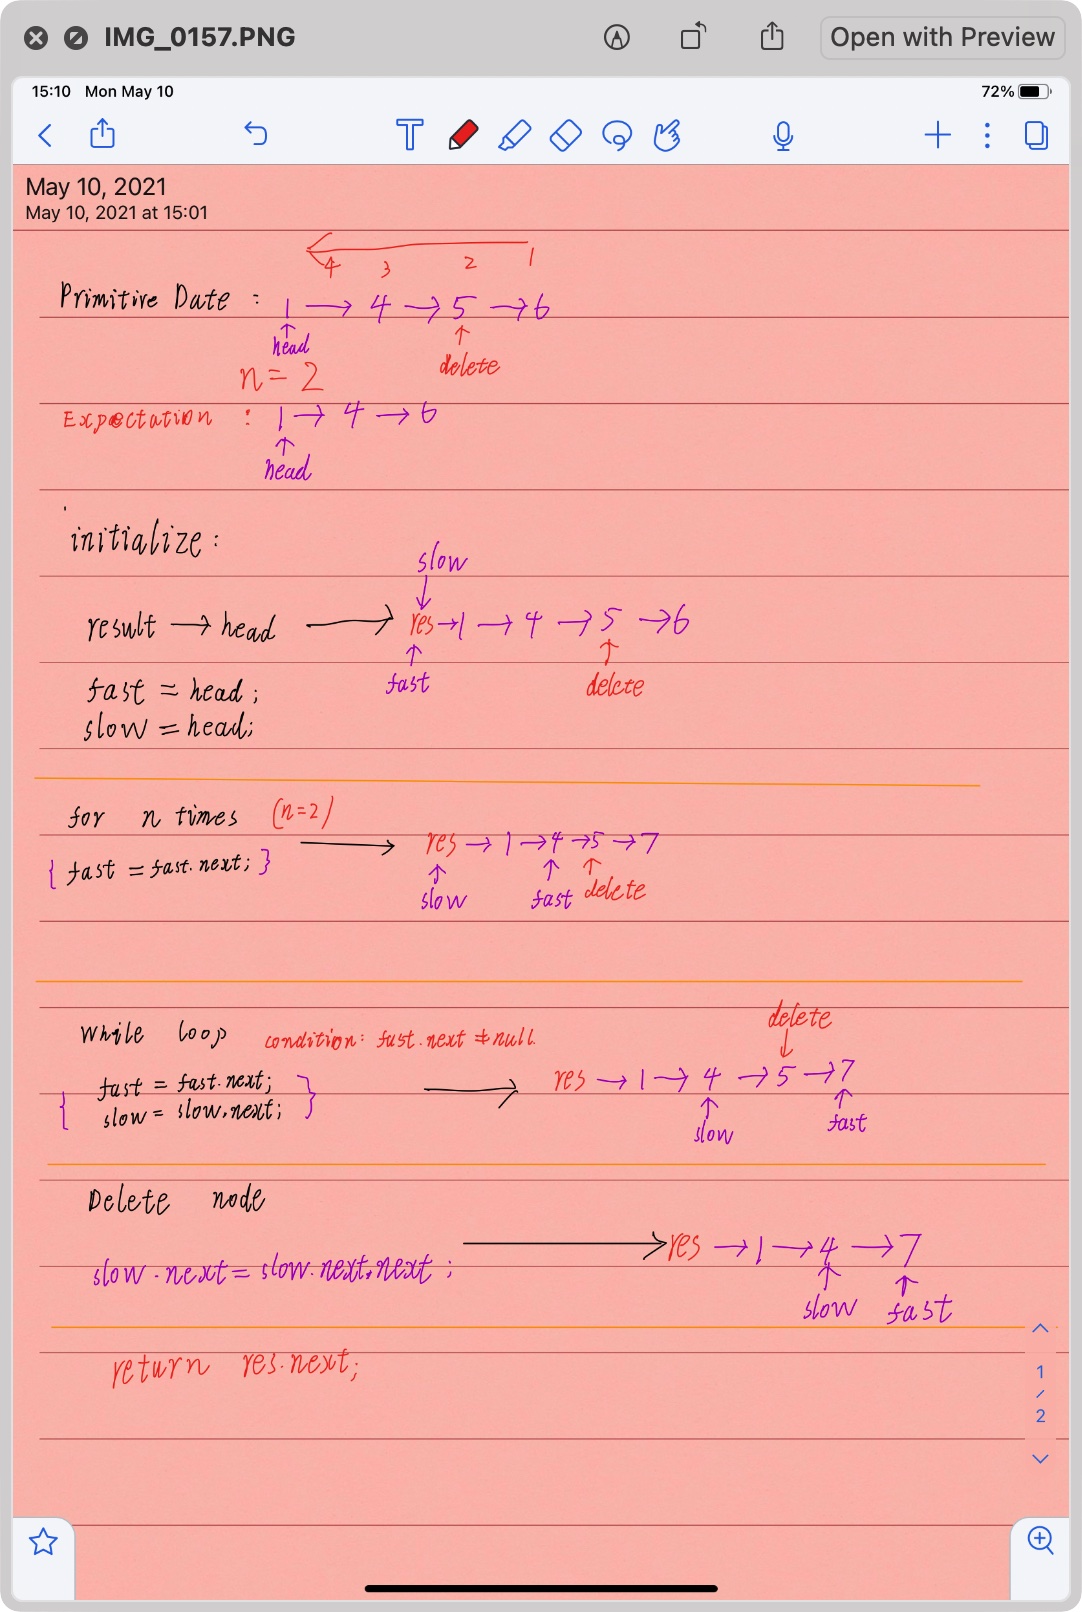 IMG_0157.PNG
Open with Preview
15:10 Mon May 10
72%
T
May 10, 2021
May 10, 2021 at 15:01
4 3 2 1
Primitive Date : 1 → 4 → 5 → 6
↑ ↑
head delete
n = 2
Expectation : 1 → 4 → 6
↑
head
initialize :
slow
↓
result → head → res → 1 → 4 → 5 → 6
↑ ↑
fast delete
fast = head ;
slow = head;
for n times (n=2)
→ res → 1 → 4 → 5 → 7
{ fast = fast.next; }
↑ ↑ ↑
slow fast delete
delete
↓
While loop condition: fast.next ≠ null.
→ res → 1 → 4 → 5 → 7
{ fast = fast.next;
slow = slow.next; }
↑ ↑
slow fast
Delete node
→ res → 1 → 4 → 7
slow.next = slow.next.next ;
↑ ↑
slow fast
return res.next;
1
/
2